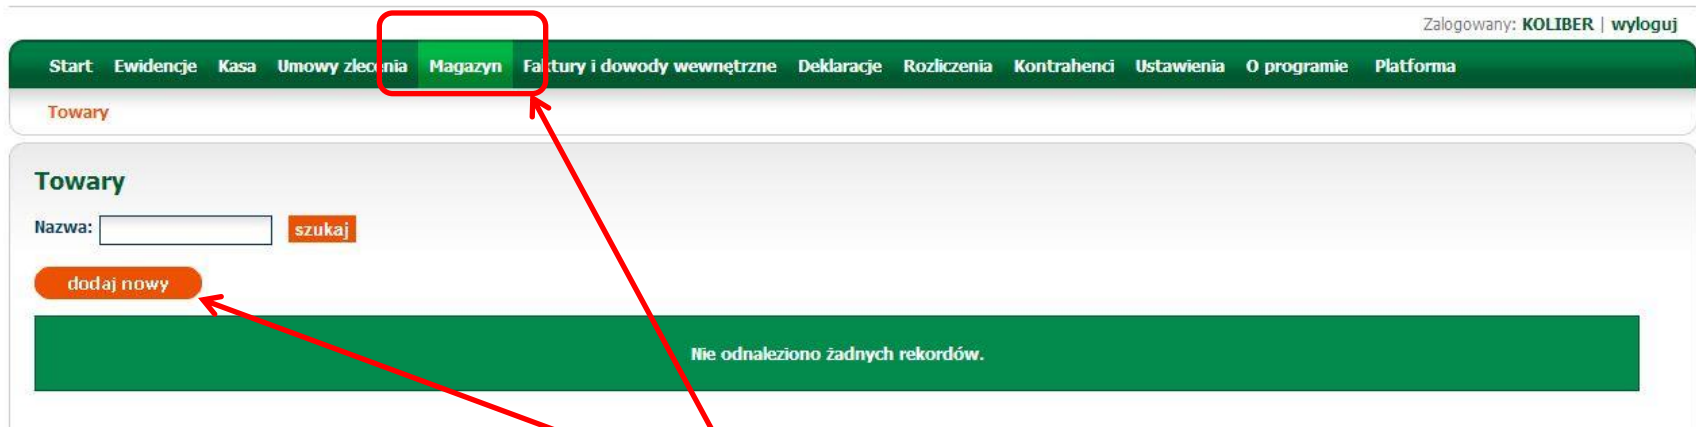 Zalogowany: KOLIBER | wyloguj
Start Ewidencje Kasa Umowy zlecenia Magazyn Faktury i dowody wewnętrzne Deklaracje Rozliczenia Kontrahenci Ustawienia O programie Platforma
Towary
Towary
Nazwa: szukaj
dodaj nowy
Nie odnaleziono żadnych rekordów.